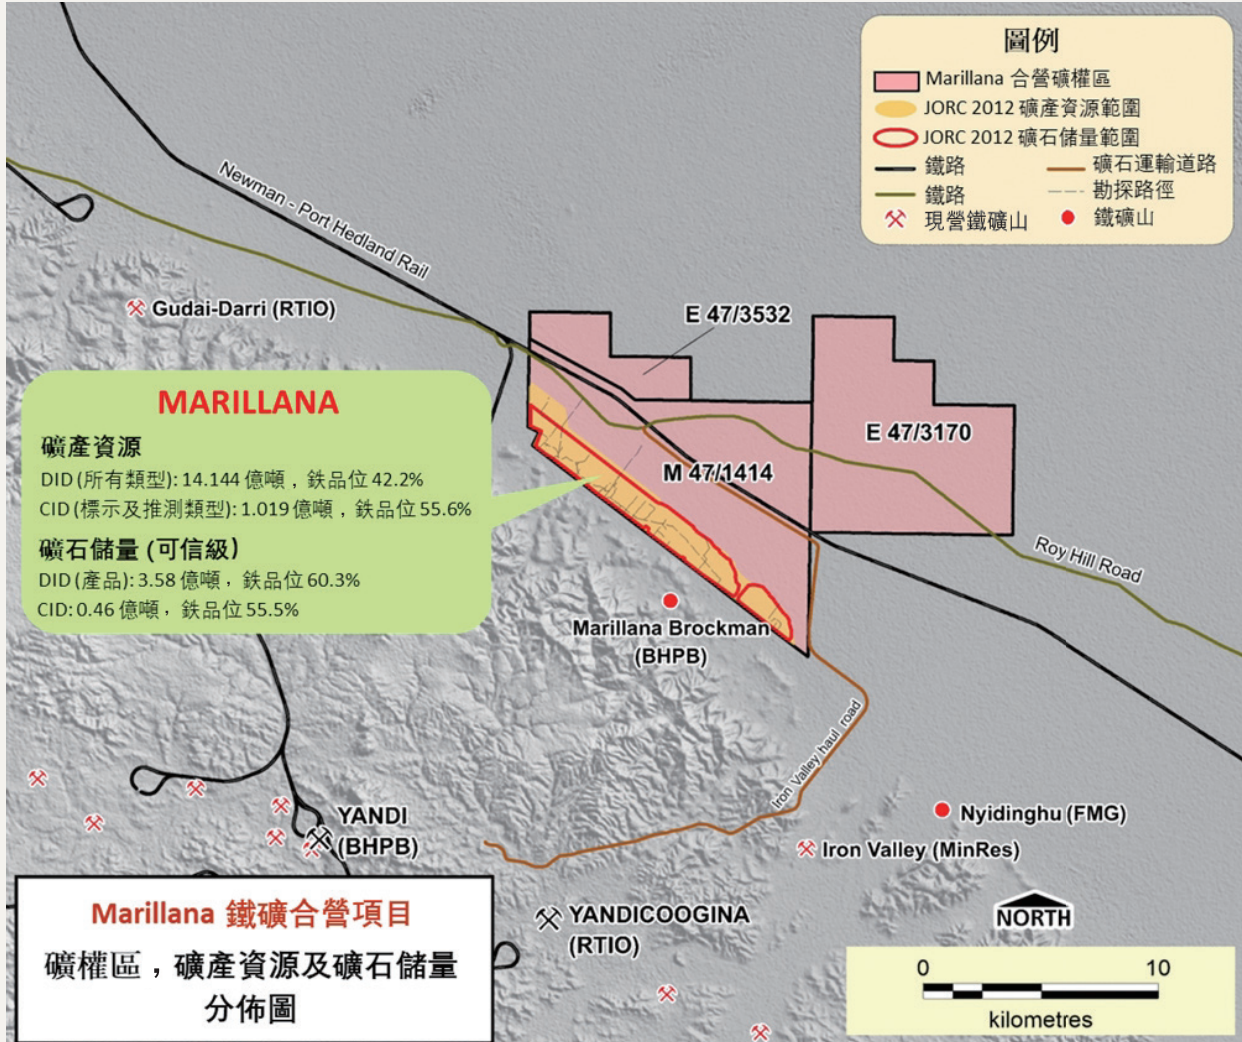 圖例
Marillana 合營礦權區
JORC 2012 礦產資源範圍
JORC 2012 礦石儲量範圍
鐵路
礦石運輸道路
鐵路
勘探路徑
現營鐵礦山
鐵礦山
Newman - Port Hedland Rail
Gudai-Darri (RTIO)
E 47/3532
E 47/3170
M 47/1414
MARILLANA
礦產資源
DID (所有類型): 14.144 億噸，鉄品位 42.2%
CID (標示及推測類型): 1.019 億噸，鉄品位 55.6%
礦石儲量 (可信級)
DID (產品): 3.58 億噸，鉄品位 60.3%
CID: 0.46 億噸，鉄品位 55.5%
Roy Hill Road
Marillana Brockman
(BHPB)
Iron Valley haul road
YANDI
(BHPB)
Nyidinghu (FMG)
Iron Valley (MinRes)
YANDICOOGINA
(RTIO)
NORTH
Marillana 鐵礦合營項目
礦權區，礦產資源及礦石儲量
分佈圖
0 10
kilometres